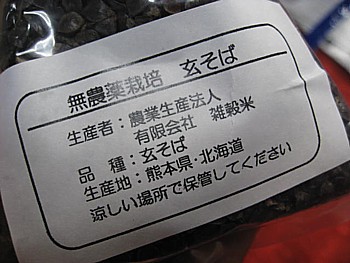 無農薬栽培　玄そば
生産者：農業生産法人
有限会社　雑穀米
品　種：玄そば
生産地：熊本県・北海道
涼しい場所で保管してください